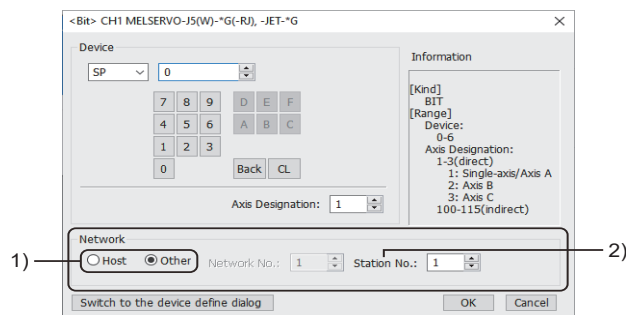 <Bit> CH1 MELSERVO-J5(W)-*G(-RJ), -JET-*G
Device
SP 0
7 8 9 D E F
4 5 6 A B C
1 2 3
0 Back CL
Axis Designation: 1
Information
[Kind]
BIT
[Range]
Device:
0-6
Axis Designation:
1-3(direct)
1: Single-axis/Axis A
2: Axis B
3: Axis C
100-115(indirect)
Network
1) Host Other Network No.: 1 Station No.: 1 2)
Switch to the device define dialog OK Cancel